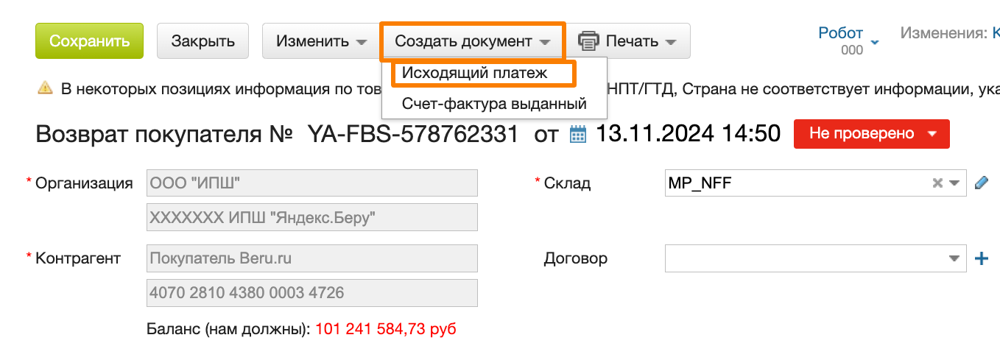 Сохранить Закрыть Изменить Создать документ Печать Робот Изменения:
000
Исходящий платеж
В некоторых позициях информация по тов НПТ/ГТД, Страна не соответствует информации, ука
Счет-фактура выданный
Возврат покупателя № YA-FBS-578762331 от 13.11.2024 14:50 Не проверено
* Организация ООО "ИПШ" * Склад MP_NFF
XXXXXXX ИПШ "Яндекс.Беру"
* Контрагент Покупатель Beru.ru Договор
4070 2810 4380 0003 4726
Баланс (нам должны): 101 241 584,73 руб